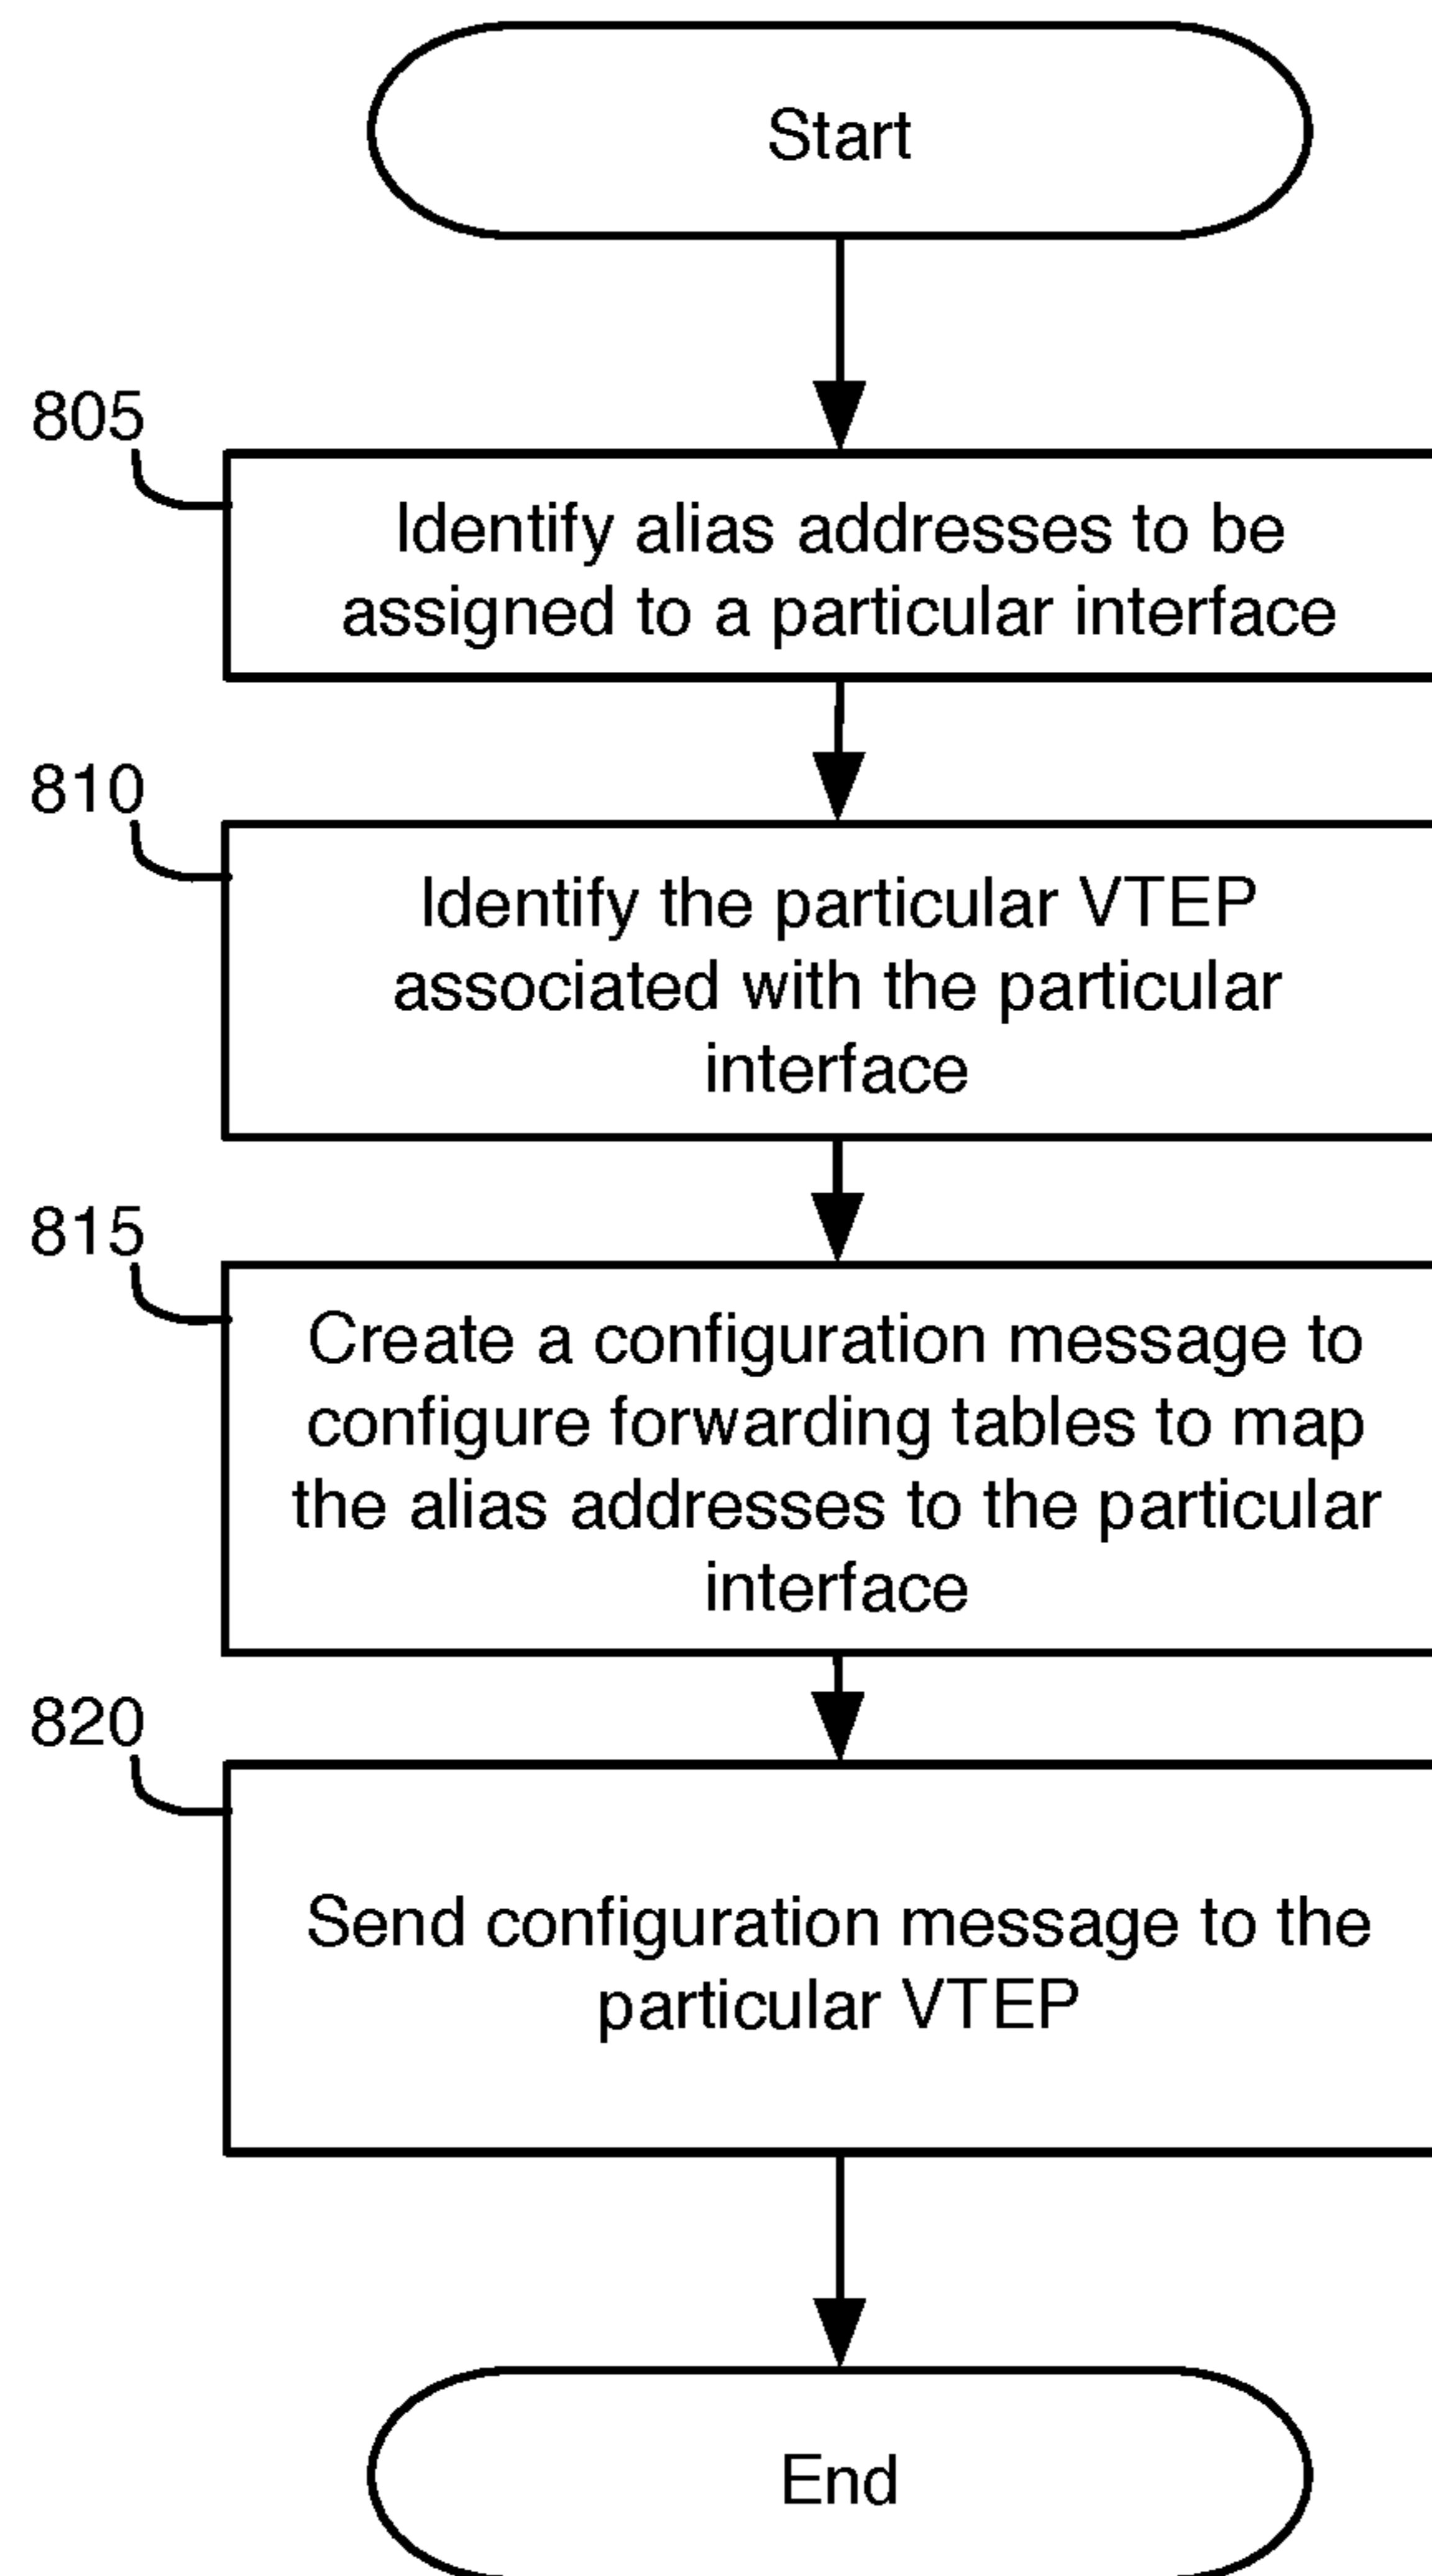 Start
805
Identify alias addresses to be
assigned to a particular interface
810
Identify the particular VTEP
associated with the particular
interface
815
Create a configuration message to
configure forwarding tables to map
the alias addresses to the particular
interface
820
Send configuration message to the
particular VTEP
End